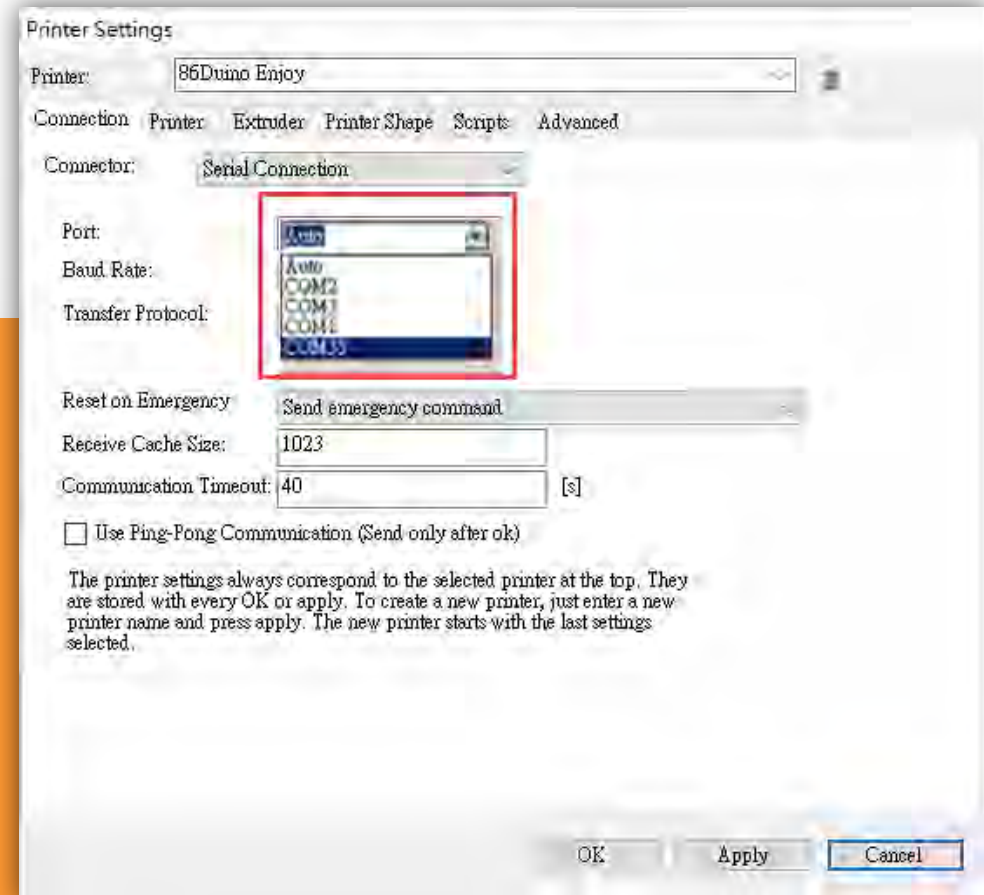 Printer Settings
Printer: 86Duino Enjoy
Connection Printer Extruder Printer Shape Scripts Advanced
Connector: Serial Connection
Port: Auto
Auto
COM2
Baud Rate:
Transfer Protocol:
Reset on Emergency Send emergency command
Receive Cache Size: 1023
Communication Timeout: 40 [s]
Use Ping-Pong Communication (Send only after ok)
The printer settings always correspond to the selected printer at the top. They
are stored with every OK or apply. To create a new printer, just enter a new
printer name and press apply. The new printer starts with the last settings
selected.
OK Apply Cancel